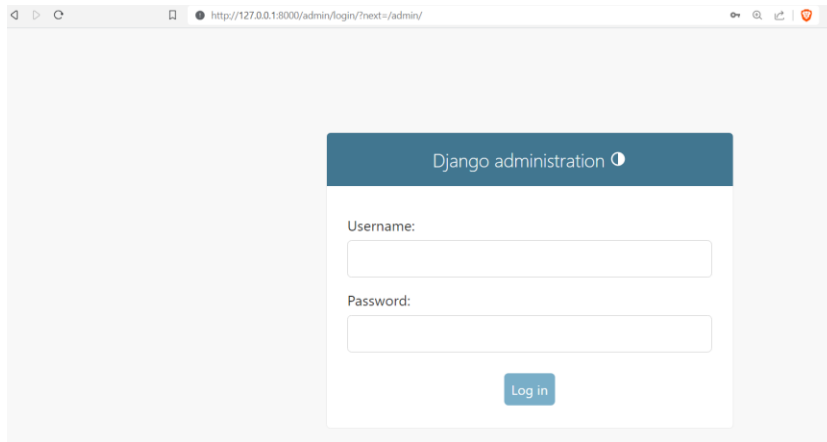 http://127.0.0.1:8000/admin/login/?next=/admin/
Django administration
Username:
Password:
Log in